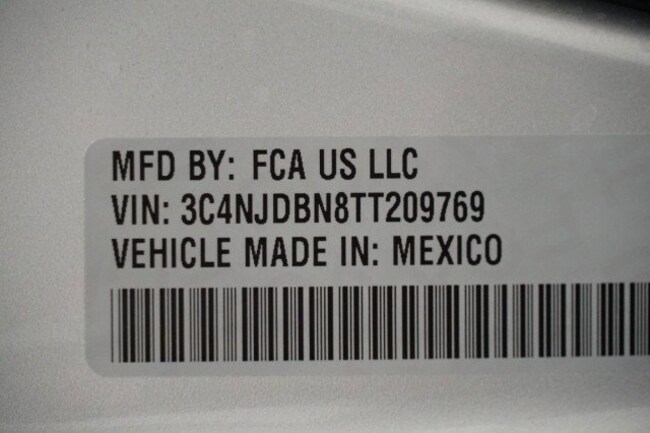 MFD BY: FCA US LLC
VIN: 3C4NJDBN8TT209769
VEHICLE MADE IN: MEXICO